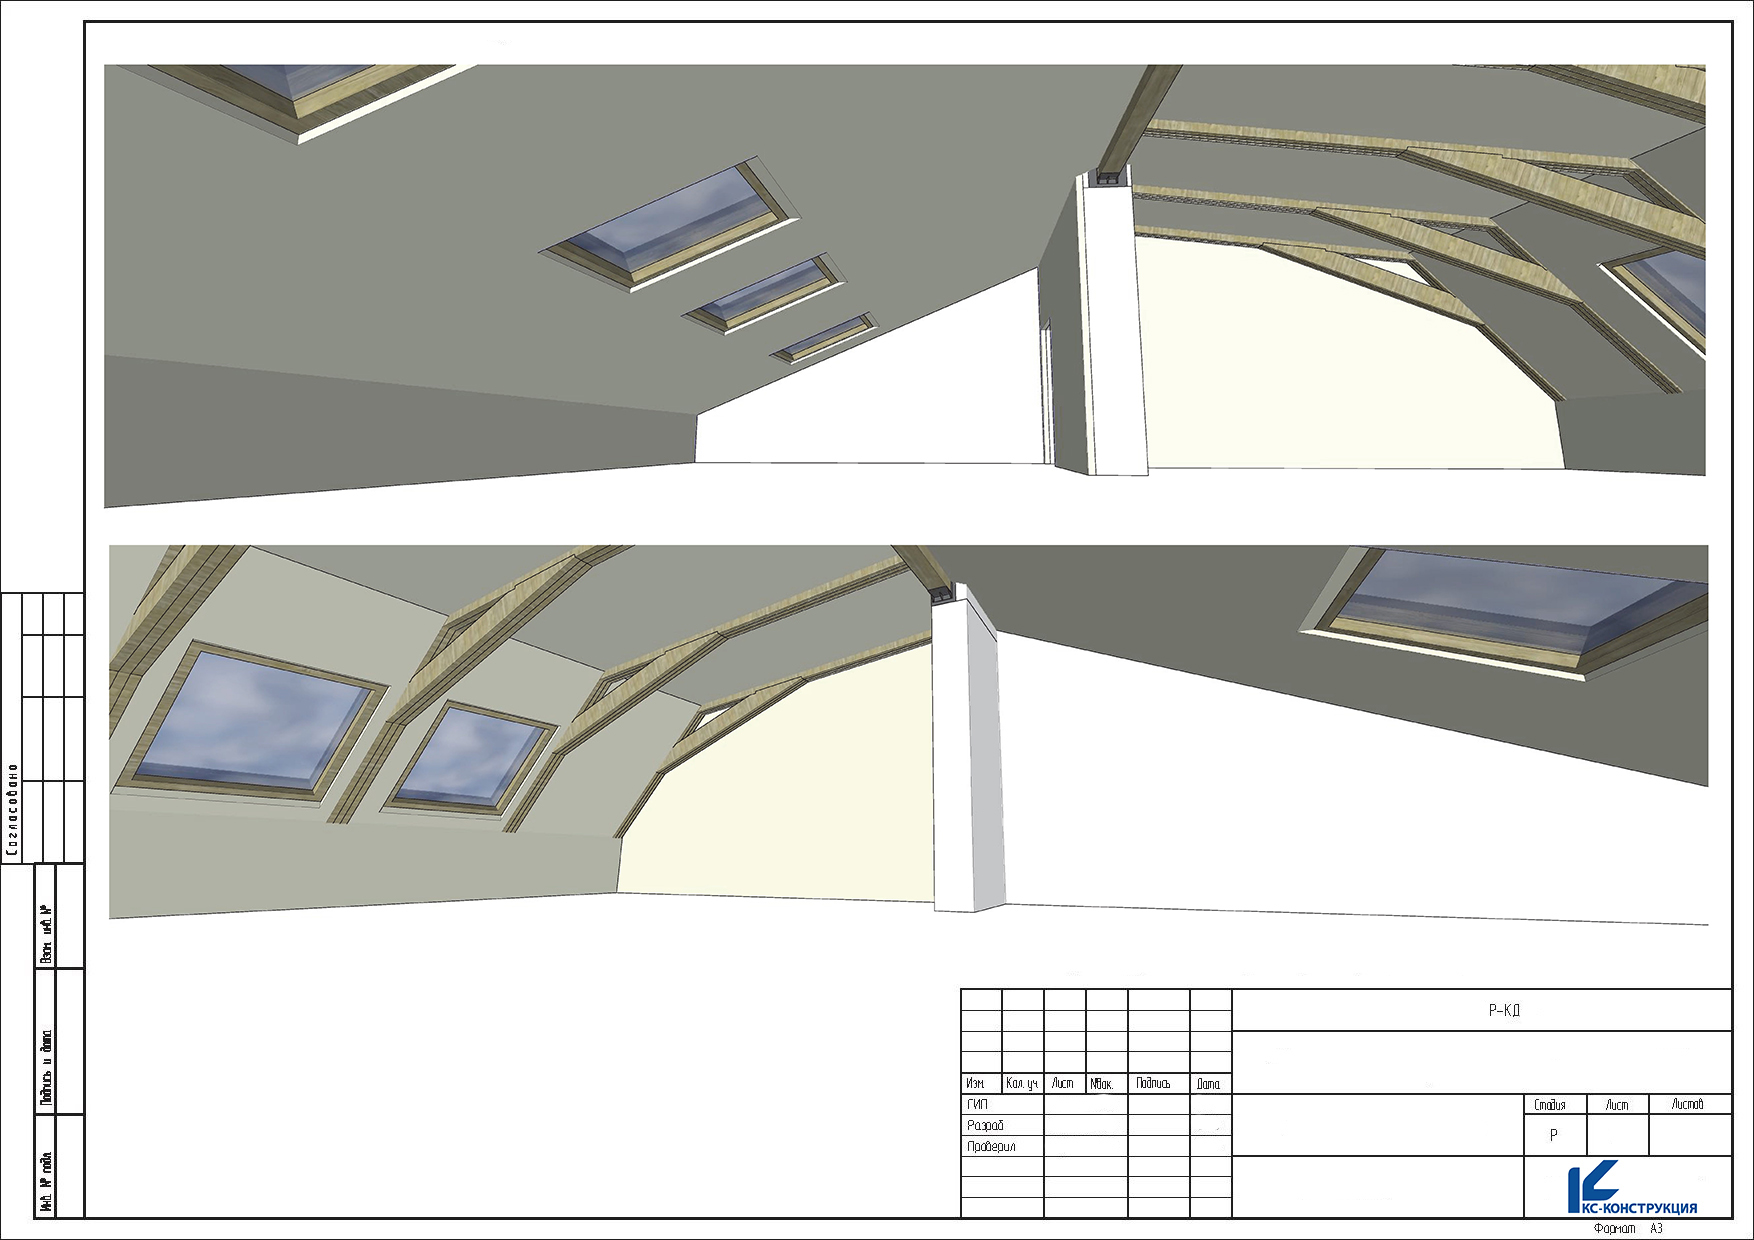 Согласовано
Взам. инв. №
Подпись и дата
Инв. № подл.
Р-КД
Изм. Кол. уч Лист №док. Подпись Дата
ГИП
Разраб
Проверил
Стадия Лист Листов
Р
КС-КОНСТРУКЦИЯ
Формат А3